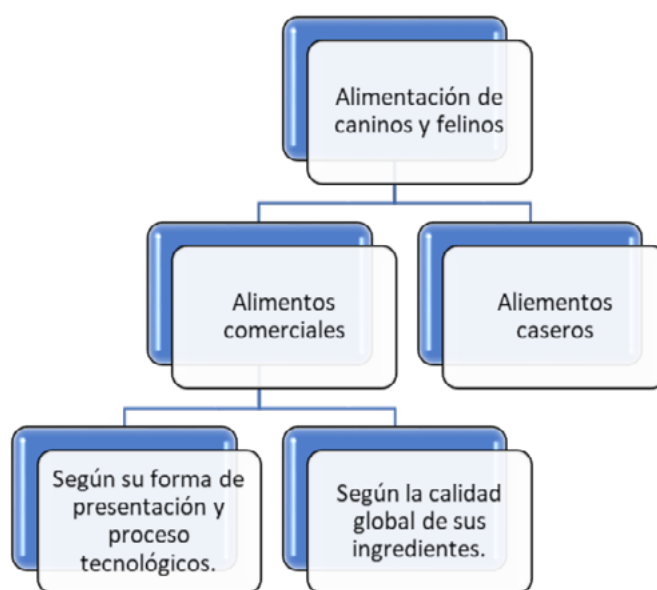 Alimentación de
caninos y felinos
Alimentos
comerciales
Aliementos
caseros
Según su forma de
presentación y
proceso
tecnológicos.
Según la calidad
global de sus
ingredientes.